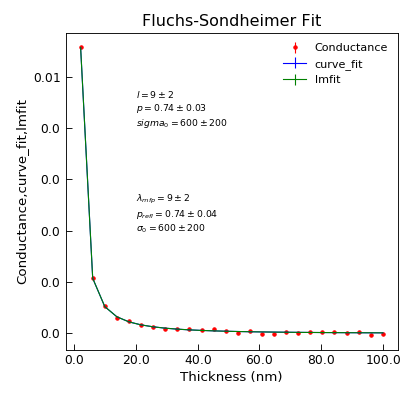 Fluchs-Sondheimer Fit
Conductance
curve_fit
lmfit
l = 9 ± 2
p = 0.74 ± 0.03
sigma₀ = 600 ± 200
λ_mfp = 9 ± 2
p_refl = 0.74 ± 0.04
σ₀ = 600 ± 200
Conductance,curve_fit,lmfit
0.01
0.0
0.0
0.0
0.0
0.0
0.0 20.0 40.0 60.0 80.0 100.0
Thickness (nm)